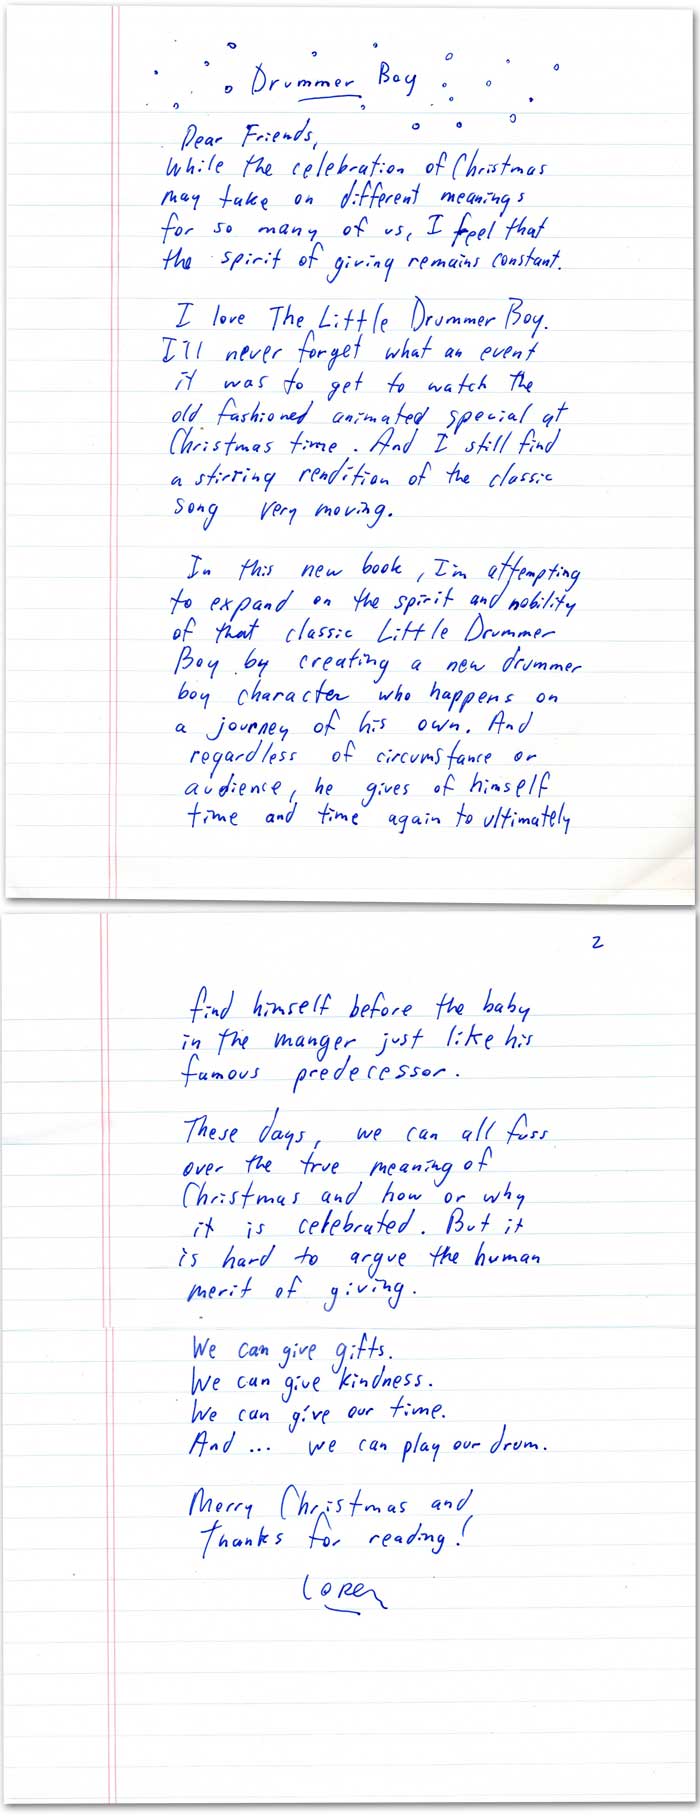 Drummer Boy
Dear Friends,
While the celebration of Christmas
may take on different meanings
for so many of us, I feel that
the spirit of giving remains constant.
I love The Little Drummer Boy.
I'll never forget what an event
it was to get to watch the
old fashioned animated special at
Christmas time. And I still find
a stirring rendition of the classic
song very moving.
In this new book, I'm attempting
to expand on the spirit and nobility
of that classic Little Drummer
Boy by creating a new drummer
boy character who happens on
a journey of his own. And
regardless of circumstance or
audience, he gives of himself
time and time again to ultimately
2
find himself before the baby
in the manger just like his
famous predecessor.
These days, we can all fuss
over the true meaning of
Christmas and how or why
it is celebrated. But it
is hard to argue the human
merit of giving.
We can give gifts.
We can give kindness.
We can give our time.
And... we can play our drum.
Merry Christmas and
thanks for reading!
Loren